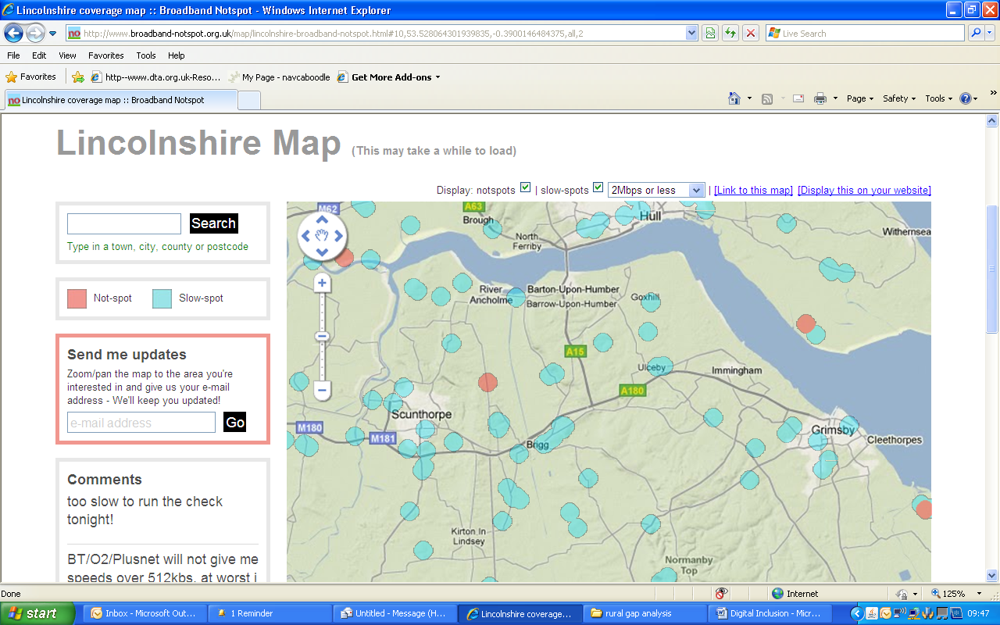 Lincolnshire coverage map :: Broadband Notspot - Windows Internet Explorer
no http://www.broadband-notspot.org.uk/map/lincolnshire-broadband-notspot.html#10,53.528064301939835,-0.3900146484375,all,2
Live Search
File Edit View Favorites Tools Help
Favorites http--www.dta.org.uk-Reso... My Page - navcaboodle Get More Add-ons
no Lincolnshire coverage map :: Broadband Notspot
Page Safety Tools
Lincolnshire Map (This may take a while to load)
Display: notspots | slow-spots 2Mbps or less | [Link to this map] [Display this on your website]
Search
Type in a town, city, county or postcode
Not-spot Slow-spot
Send me updates
Zoom/pan the map to the area you're
interested in and give us your e-mail
address - We'll keep you updated!
e-mail address Go
Comments
too slow to run the check
tonight!
BT/O2/Plusnet will not give me
speeds over 512kbs, at worst i
M62
A63
Hull
Brough
North
Ferriby
Withernsea
River
Ancholme
Barton-Upon-Humber
Barrow-Upon-Humber
Goxhill
A15
Ulceby
Immingham
A180
Scunthorpe
M180
M181
Brigg
Grimsby
Cleethorpes
Kirton In
Lindsey
Normanby
Top
Done
Internet
125%
start
Inbox - Microsoft Out...
1 Reminder
Untitled - Message (H...
Lincolnshire coverage...
rural gap analysis
Digital Inclusion - Micr...
09:47